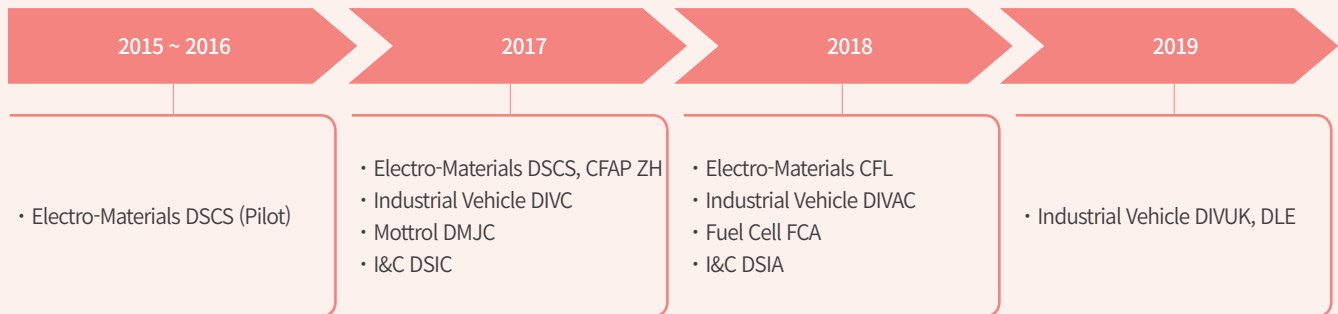 2015 ~ 2016
2017
2018
2019
・Electro-Materials DSCS (Pilot)
・Electro-Materials DSCS, CFAP ZH
・Industrial Vehicle DIVC
・Mottrol DMJC
・I&C DSIC
・Electro-Materials CFL
・Industrial Vehicle DIVAC
・Fuel Cell FCA
・I&C DSIA
・Industrial Vehicle DIVUK, DLE